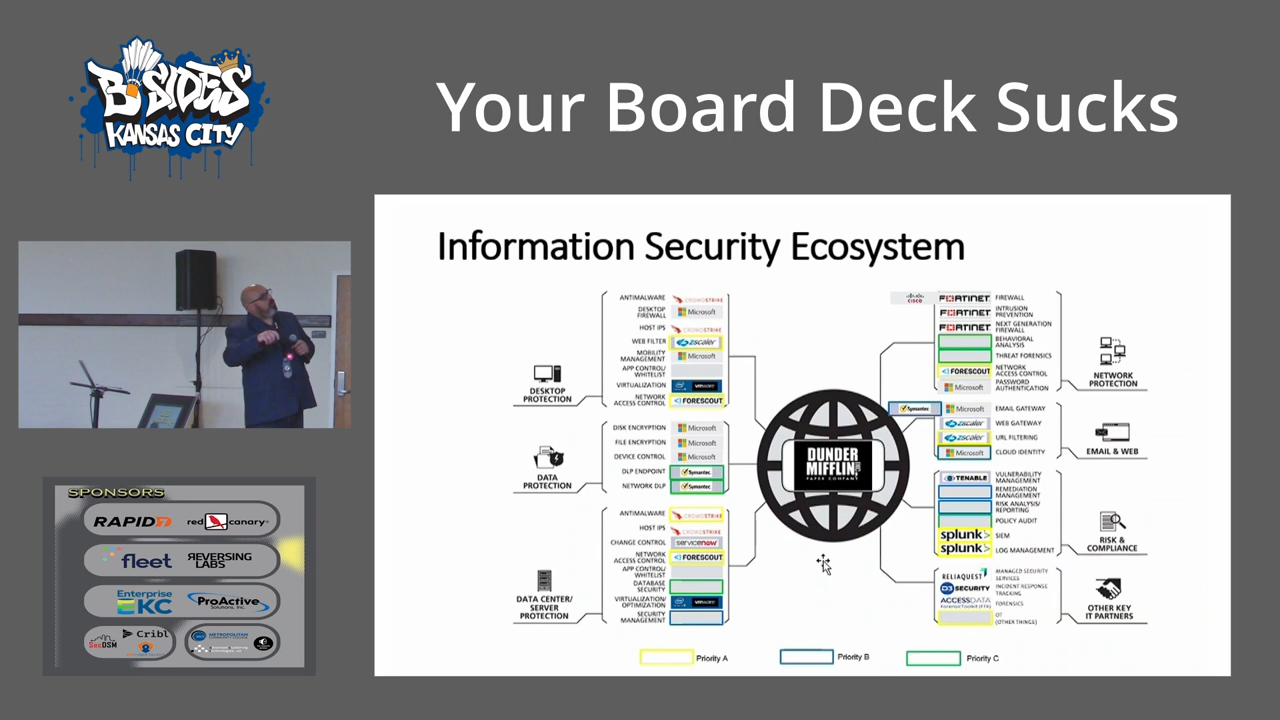 B·SIDES
KANSAS CITY
Your Board Deck Sucks
Information Security Ecosystem
ANTIMALWARE CROWDSTRIKE
DESKTOP FIREWALL Microsoft
HOST IPS CROWDSTRIKE
WEB FILTER zscaler
MOBILITY MANAGEMENT Microsoft
APP CONTROL/ WHITELIST
VIRTUALIZATION vmware
NETWORK ACCESS CONTROL FORESCOUT
DESKTOP
PROTECTION
DISK ENCRYPTION Microsoft
FILE ENCRYPTION Microsoft
DEVICE CONTROL Microsoft
DLP ENDPOINT Symantec
NETWORK DLP Symantec
DATA
PROTECTION
ANTIMALWARE CROWDSTRIKE
HOST IPS CROWDSTRIKE
CHANGE CONTROL servicenow
NETWORK ACCESS CONTROL FORESCOUT
APP CONTROL/ WHITELIST
DATABASE SECURITY
VIRTUALIZATION/ OPTIMIZATION vmware
SECURITY MANAGEMENT
DATA CENTER/
SERVER
PROTECTION
DUNDER
MIFFLIN
PAPER COMPANY
CISCO FORTINET FIREWALL
FORTINET INTRUSION PREVENTION
FORTINET NEXT GENERATION FIREWALL
BEHAVIORAL ANALYSIS
THREAT FORENSICS
FORESCOUT NETWORK ACCESS CONTROL
Microsoft PASSWORD AUTHENTICATION
NETWORK
PROTECTION
Symantec Microsoft EMAIL GATEWAY
zscaler WEB GATEWAY
zscaler URL FILTERING
Microsoft CLOUD IDENTITY
EMAIL & WEB
TENABLE VULNERABILITY MANAGEMENT
REMEDIATION MANAGEMENT
RISK ANALYSIS/ REPORTING
POLICY AUDIT
splunk> SIEM
splunk> LOG MANAGEMENT
RISK &
COMPLIANCE
RELIAQUEST MANAGED SECURITY SERVICES
D3 SECURITY INCIDENT RESPONSE TRACKING
ACCESSDATA FORENSICS
OT (OTHER THINGS)
OTHER KEY
IT PARTNERS
Priority A
Priority B
Priority C
SPONSORS
RAPID7 red canary
fleet REVERSING LABS
Enterprise KC ProActive Solutions, Inc.
SecDSM Cribl METROPOLITAN